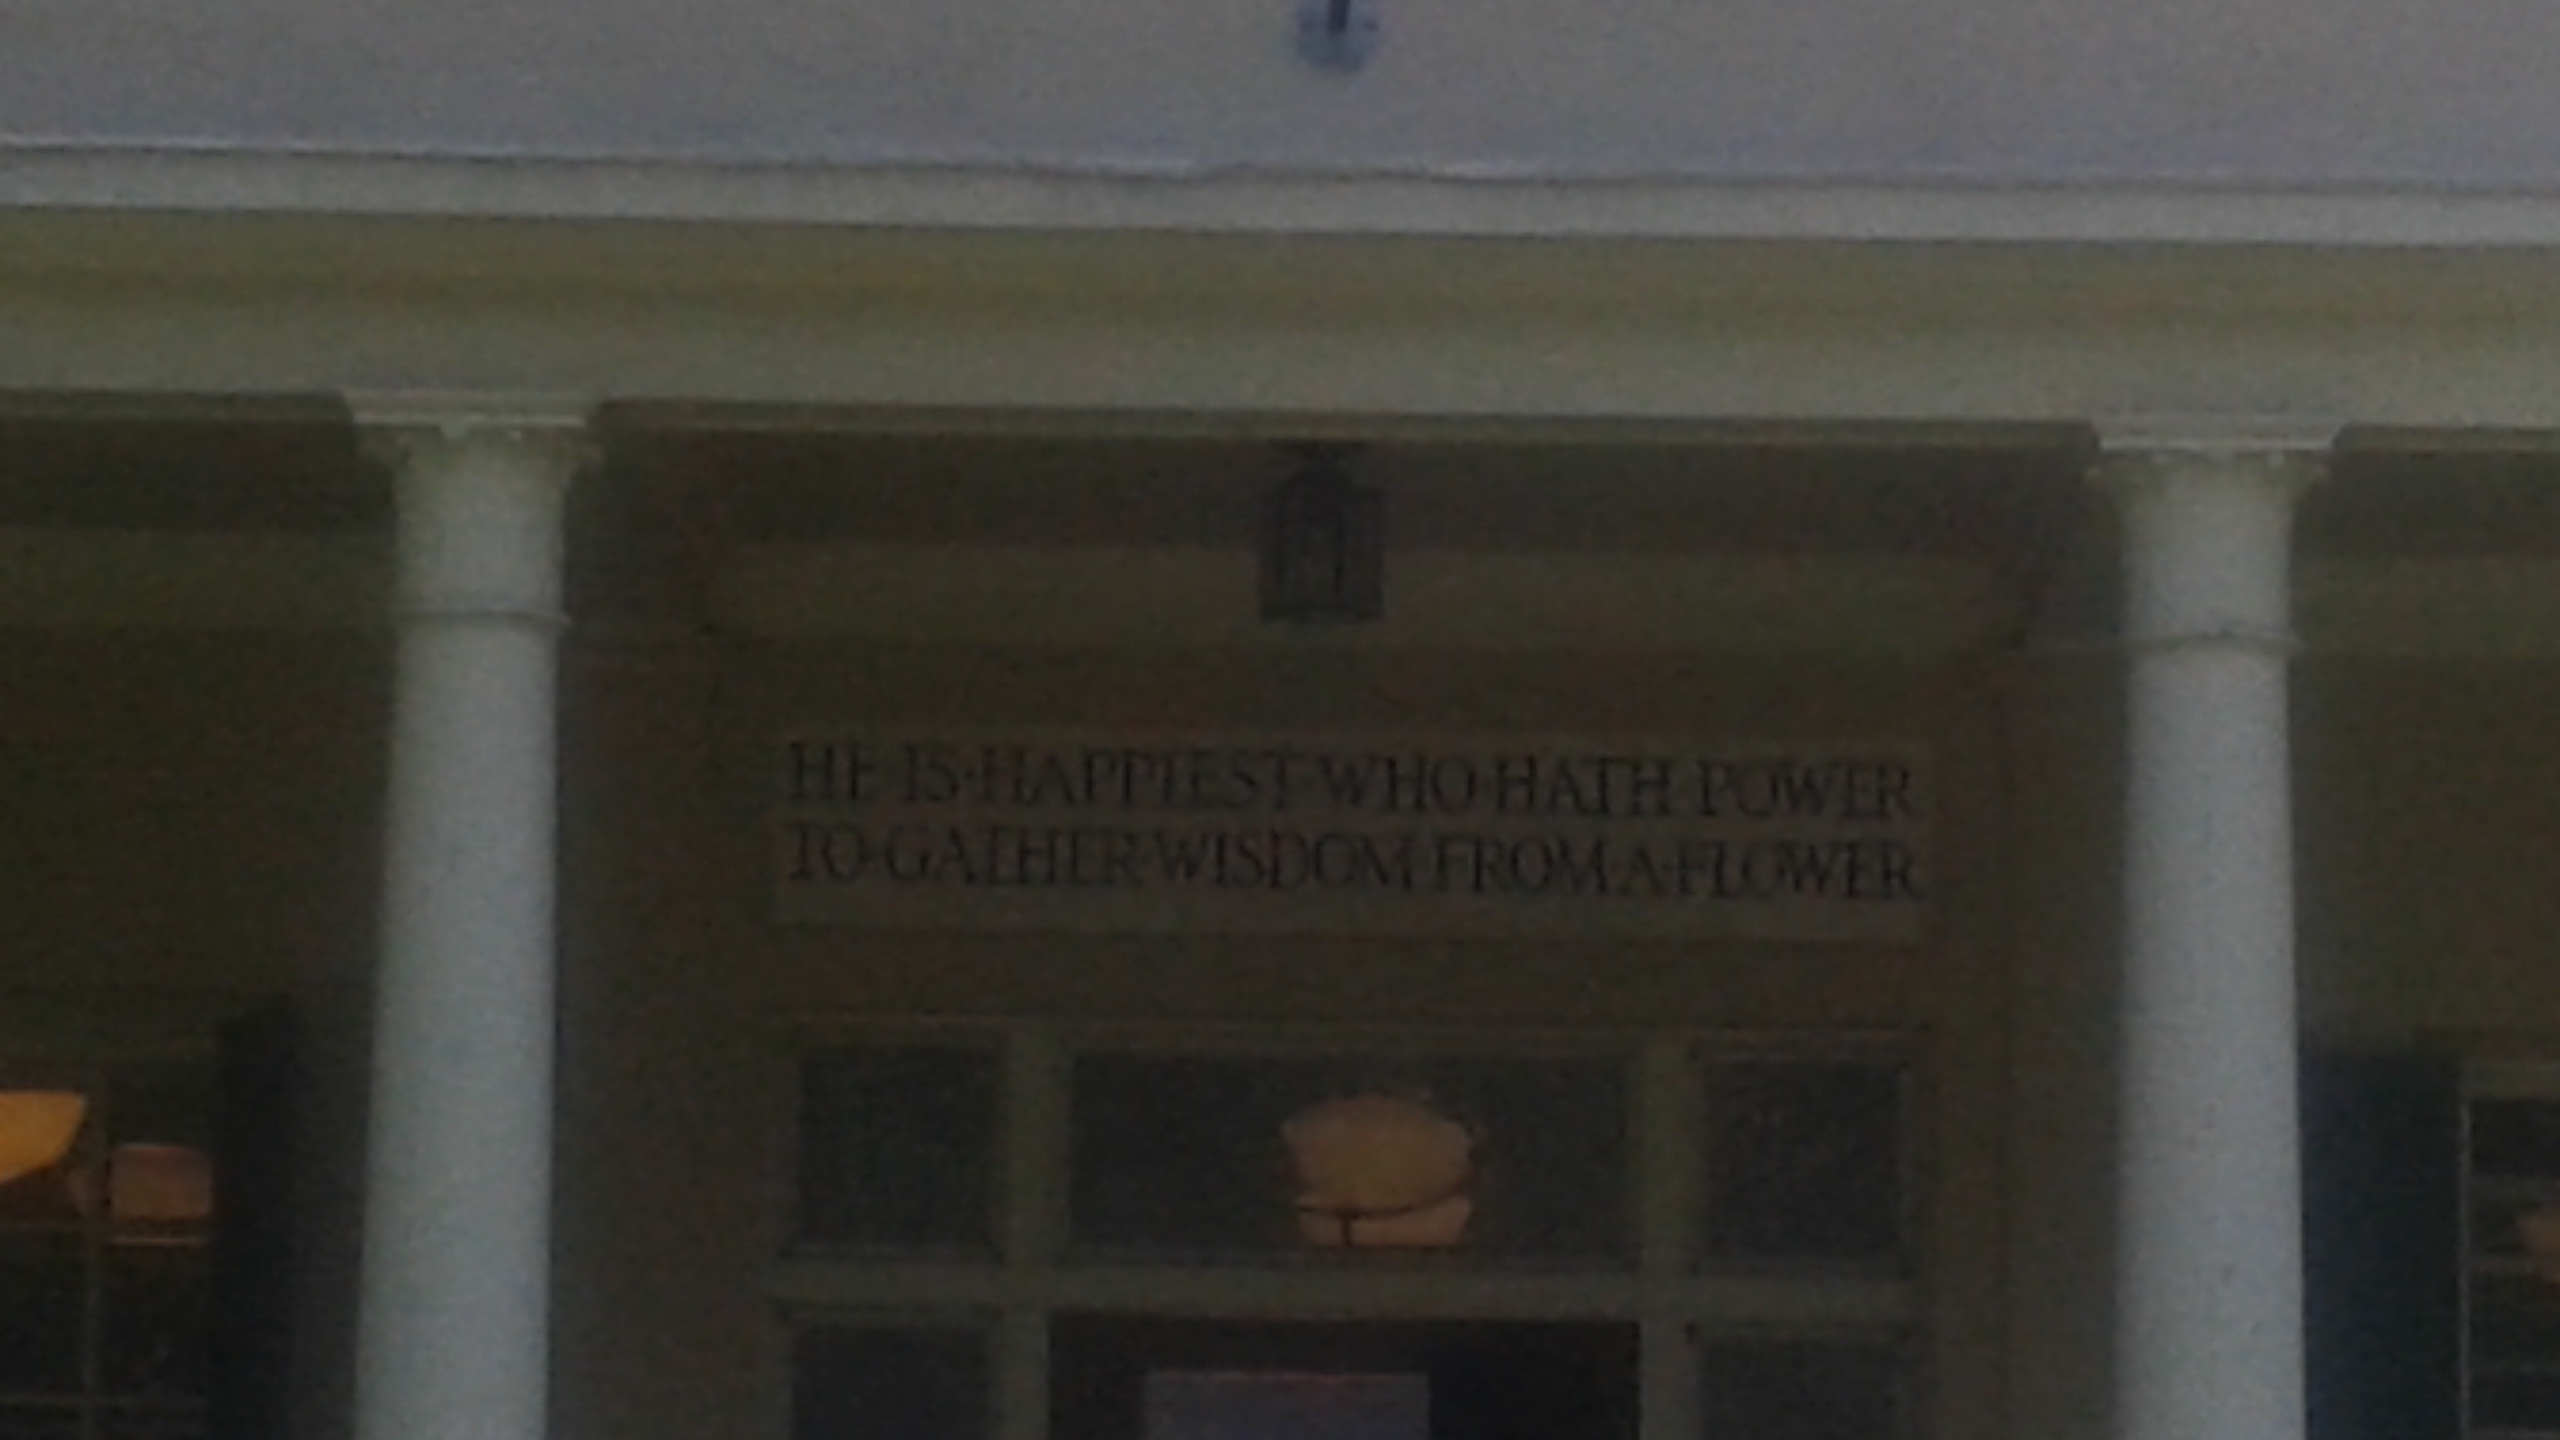 HE·IS·HAPPIEST·WHO·HATH POWER
TO·GATHER·WISDOM·FROM·A·FLOWER